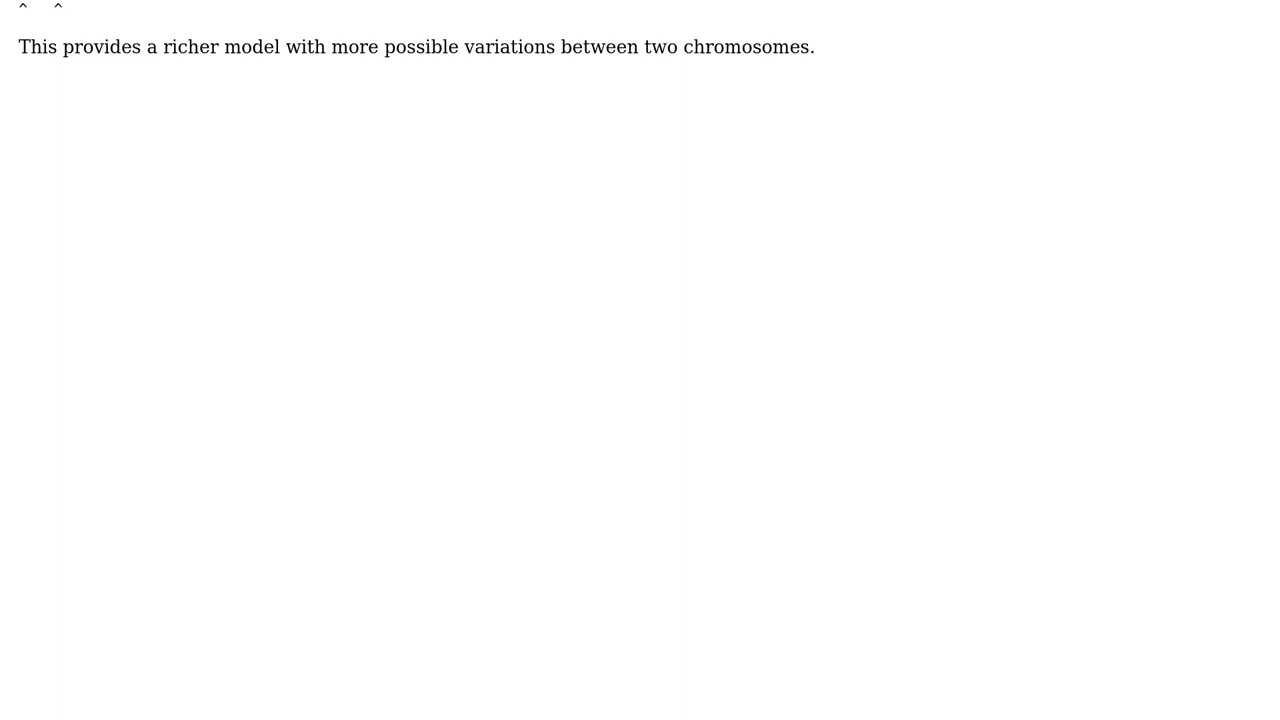 ^   ^
This provides a richer model with more possible variations between two chromosomes.